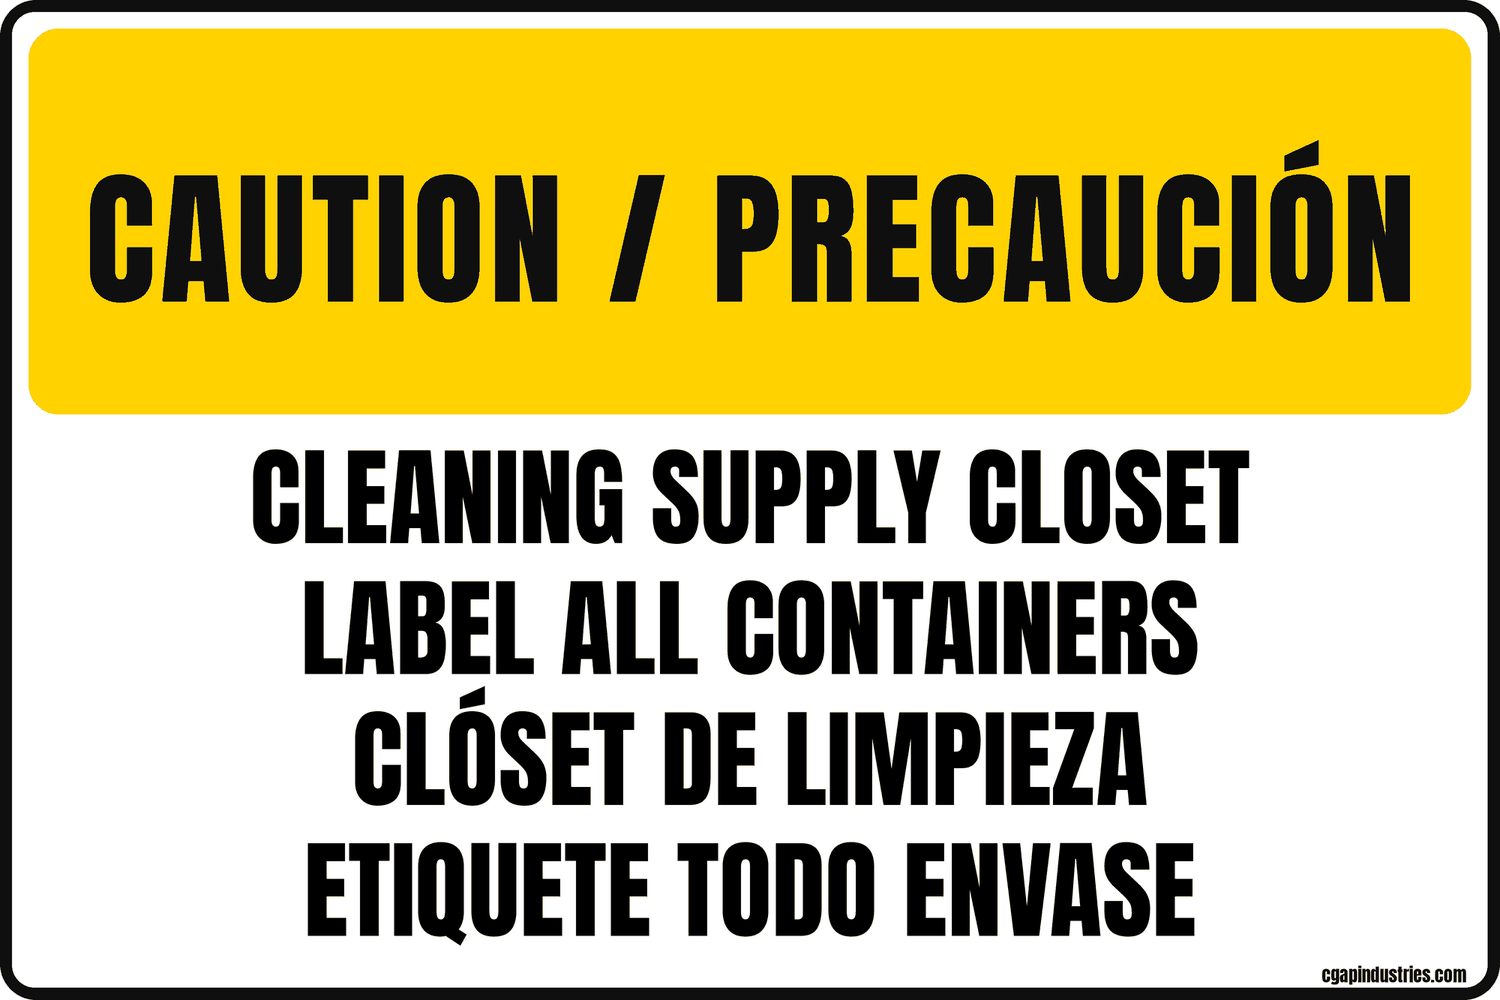 CAUTION / PRECAUCIÓN
CLEANING SUPPLY CLOSET
LABEL ALL CONTAINERS
CLÓSET DE LIMPIEZA
ETIQUETE TODO ENVASE
cgapindustries.com